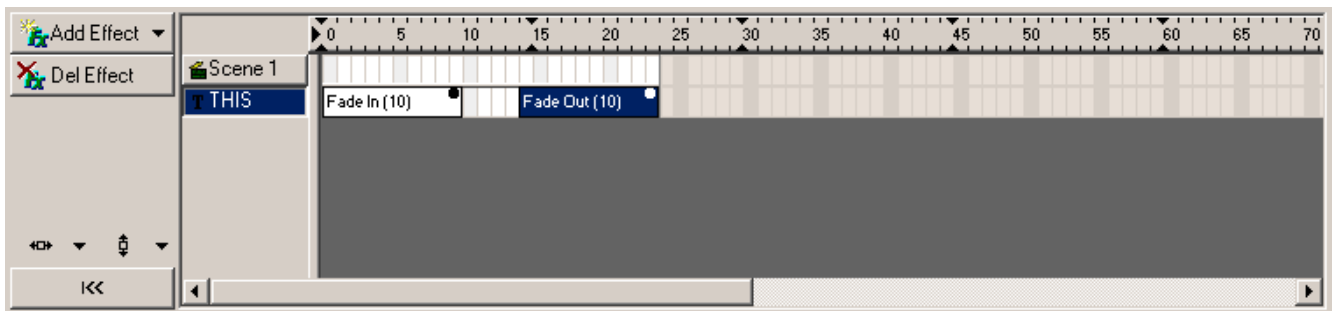 Add Effect
0 5 10 15 20 25 30 35 40 45 50 55 60 65 70
Del Effect
Scene 1
T THIS
Fade In (10)
Fade Out (10)
K<<